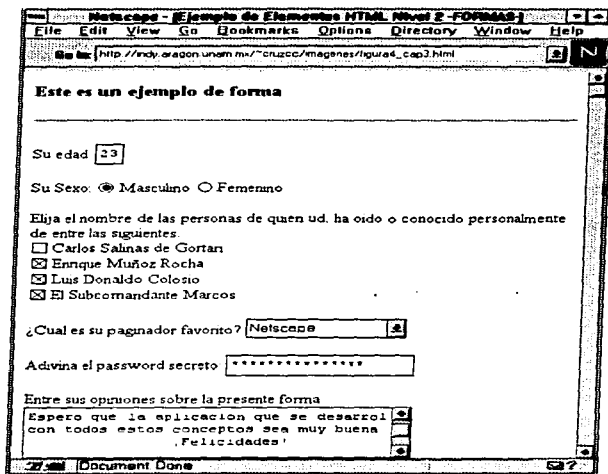 Netscape - [Ejemplo de Elementos HTML Nivel 2 -FORMAS-]
File Edit View Go Bookmarks Options Directory Window Help
Go to: http://indy.aragon.unam.mx/~cruzcc/imagenes/figura4_cap3.html
N
Este es un ejemplo de forma
Su edad 23
Su Sexo: Masculino Femenino
Elija el nombre de las personas de quien ud. ha oido o conocido personalmente
de entre las siguientes.
Carlos Salinas de Gortari
Enrique Muñoz Rocha
Luis Donaldo Colosio
El Subcomandante Marcos
¿Cual es su paginador favorito? Netscape
Adivina el password secreto ***************
Entre sus opiniones sobre la presente forma
Espero que la aplicacion que se desarrol
con todos estos conceptos sea muy buena
¡Felicidades!
Document Done
?